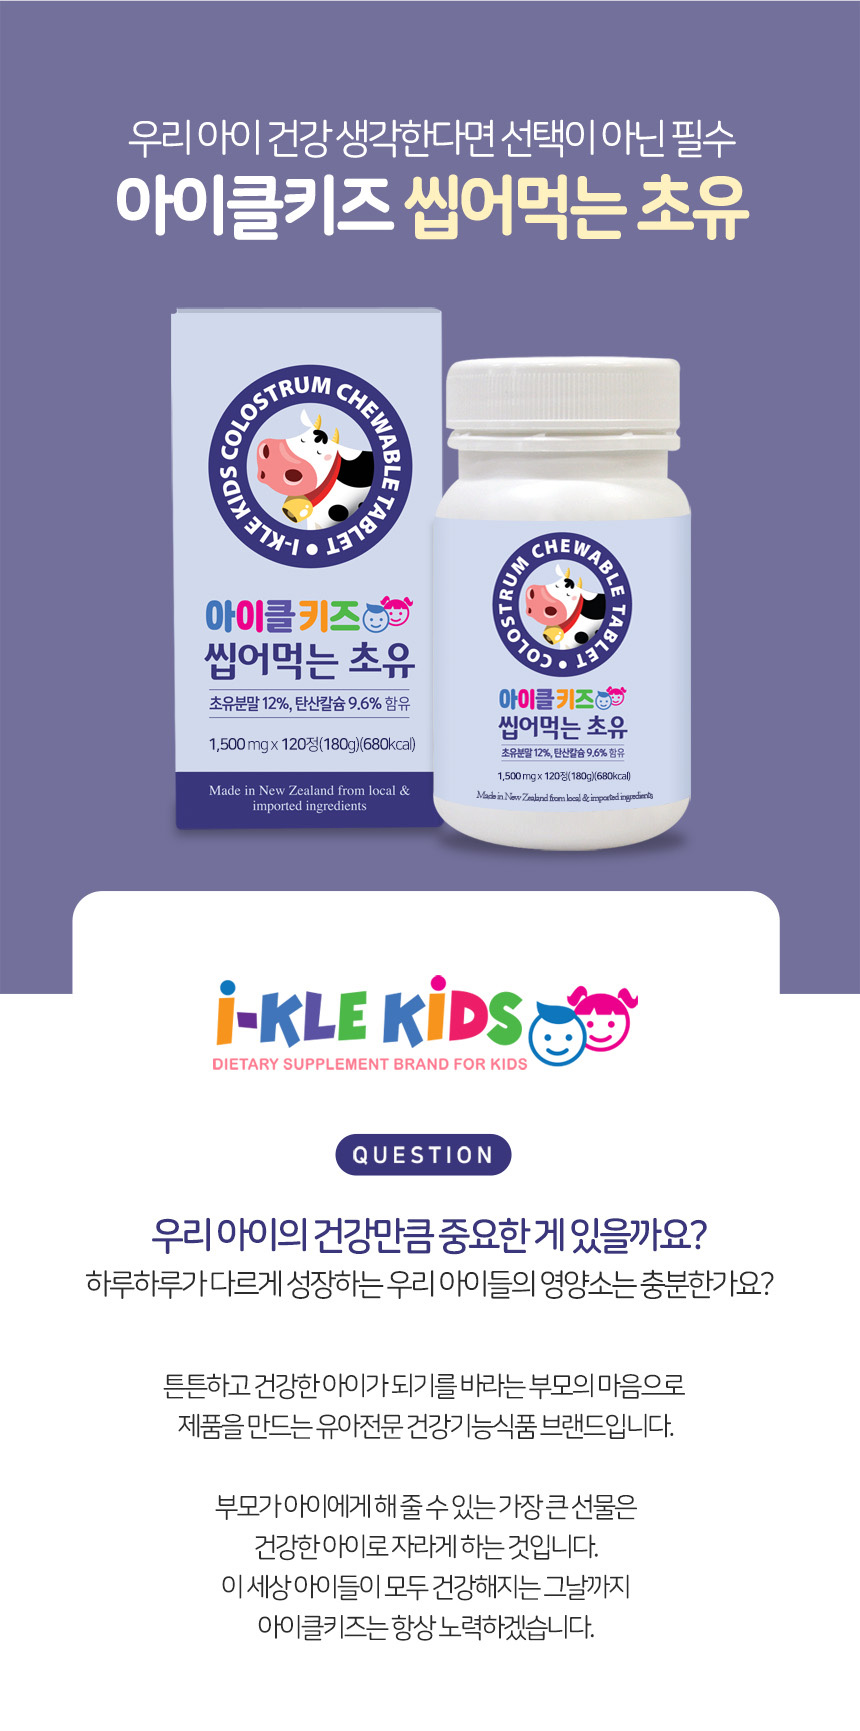 우리 아이 건강 생각한다면 선택이 아닌 필수
아이클키즈 씹어먹는 초유
I-KLE KIDS COLOSTRUM CHEWABLE TABLET •
아이클키즈
씹어먹는 초유
초유분말 12%, 탄산칼슘 9.6% 함유
1,500 mg x 120정(180g)(680kcal)
Made in New Zealand from local &
imported ingredients
COLOSTRUM CHEWABLE TABLET •
아이클키즈
씹어먹는 초유
초유분말 12%, 탄산칼슘 9.6% 함유
1,500 mg x 120정(180g)(680kcal)
Made in New Zealand from local & imported ingredients
i-KLE KiDS
DIETARY SUPPLEMENT BRAND FOR KIDS
QUESTION
우리 아이의 건강만큼 중요한 게 있을까요?
하루하루가 다르게 성장하는 우리 아이들의 영양소는 충분한가요?
튼튼하고 건강한 아이가 되기를 바라는 부모의 마음으로
제품을 만드는 유아전문 건강기능식품 브랜드입니다.
부모가 아이에게 해 줄 수 있는 가장 큰 선물은
건강한 아이로 자라게 하는 것입니다.
이 세상 아이들이 모두 건강해지는 그날까지
아이클키즈는 항상 노력하겠습니다.